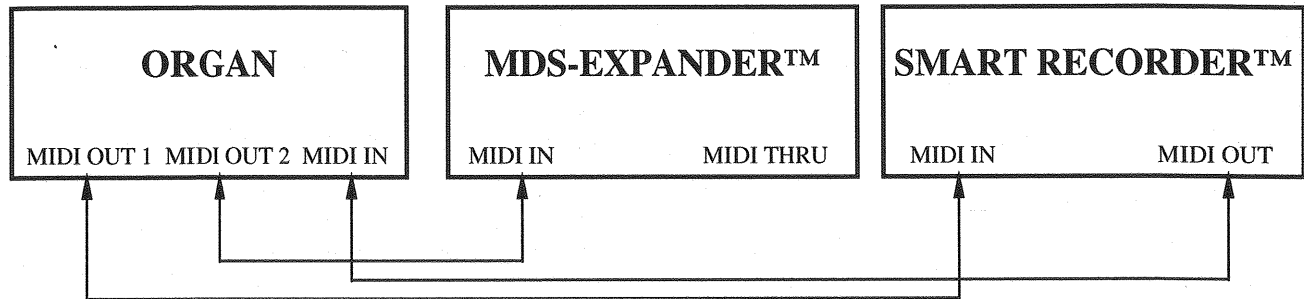 ORGAN
MIDI OUT 1 MIDI OUT 2 MIDI IN
MDS-EXPANDER™
MIDI IN MIDI THRU
SMART RECORDER™
MIDI IN MIDI OUT